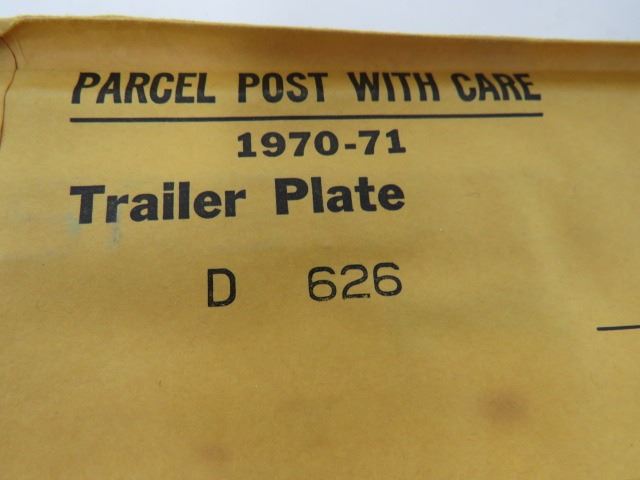 PARCEL POST WITH CARE
1970-71
Trailer Plate
D 626